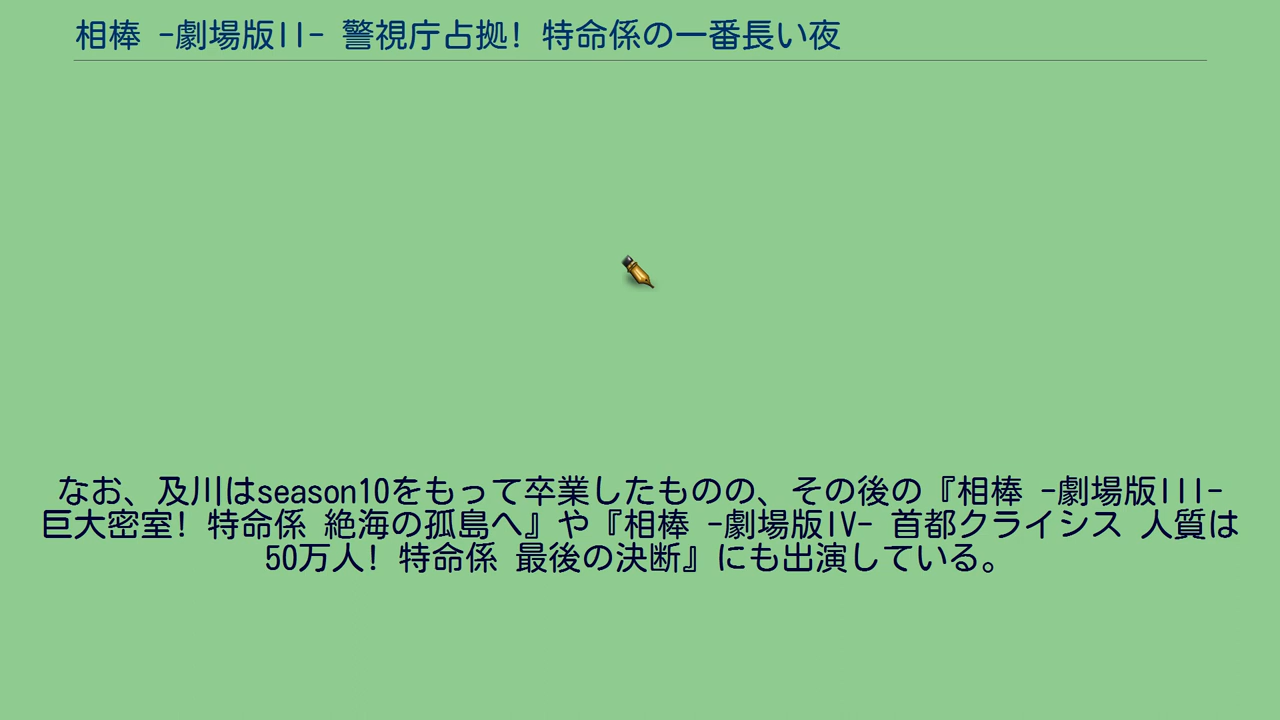 相棒 -劇場版II- 警視庁占拠! 特命係の一番長い夜
なお、及川はseason10をもって卒業したものの、その後の『相棒 -劇場版III-
巨大密室! 特命係 絶海の孤島へ』や『相棒 -劇場版IV- 首都クライシス 人質は
50万人! 特命係 最後の決断』にも出演している。